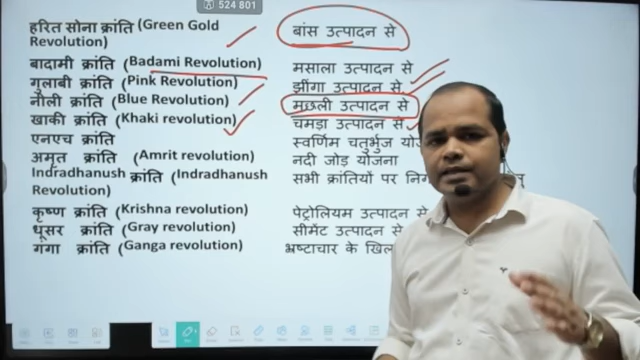 524 801
हरित सोना क्रांति (Green Gold Revolution) बांस उत्पादन से
बादामी क्रांति (Badami Revolution) मसाला उत्पादन से
गुलाबी क्रांति (Pink Revolution) झींगा उत्पादन से
नीली क्रांति (Blue Revolution) मछली उत्पादन से
खाकी क्रांति (Khaki revolution) चमड़ा उत्पादन से
एनएच क्रांति स्वर्णिम चतुर्भुज
अमृत क्रांति (Amrit revolution) नदी जोड़ योजना
Indradhanush क्रांति (Indradhanush Revolution) सभी क्रांतियों पर
कृष्ण क्रांति (Krishna revolution) पेट्रोलियम उत्पादन
धूसर क्रांति (Gray revolution) सीमेंट उत्पादन से
गंगा क्रांति (Ganga revolution) भ्रष्टाचार के